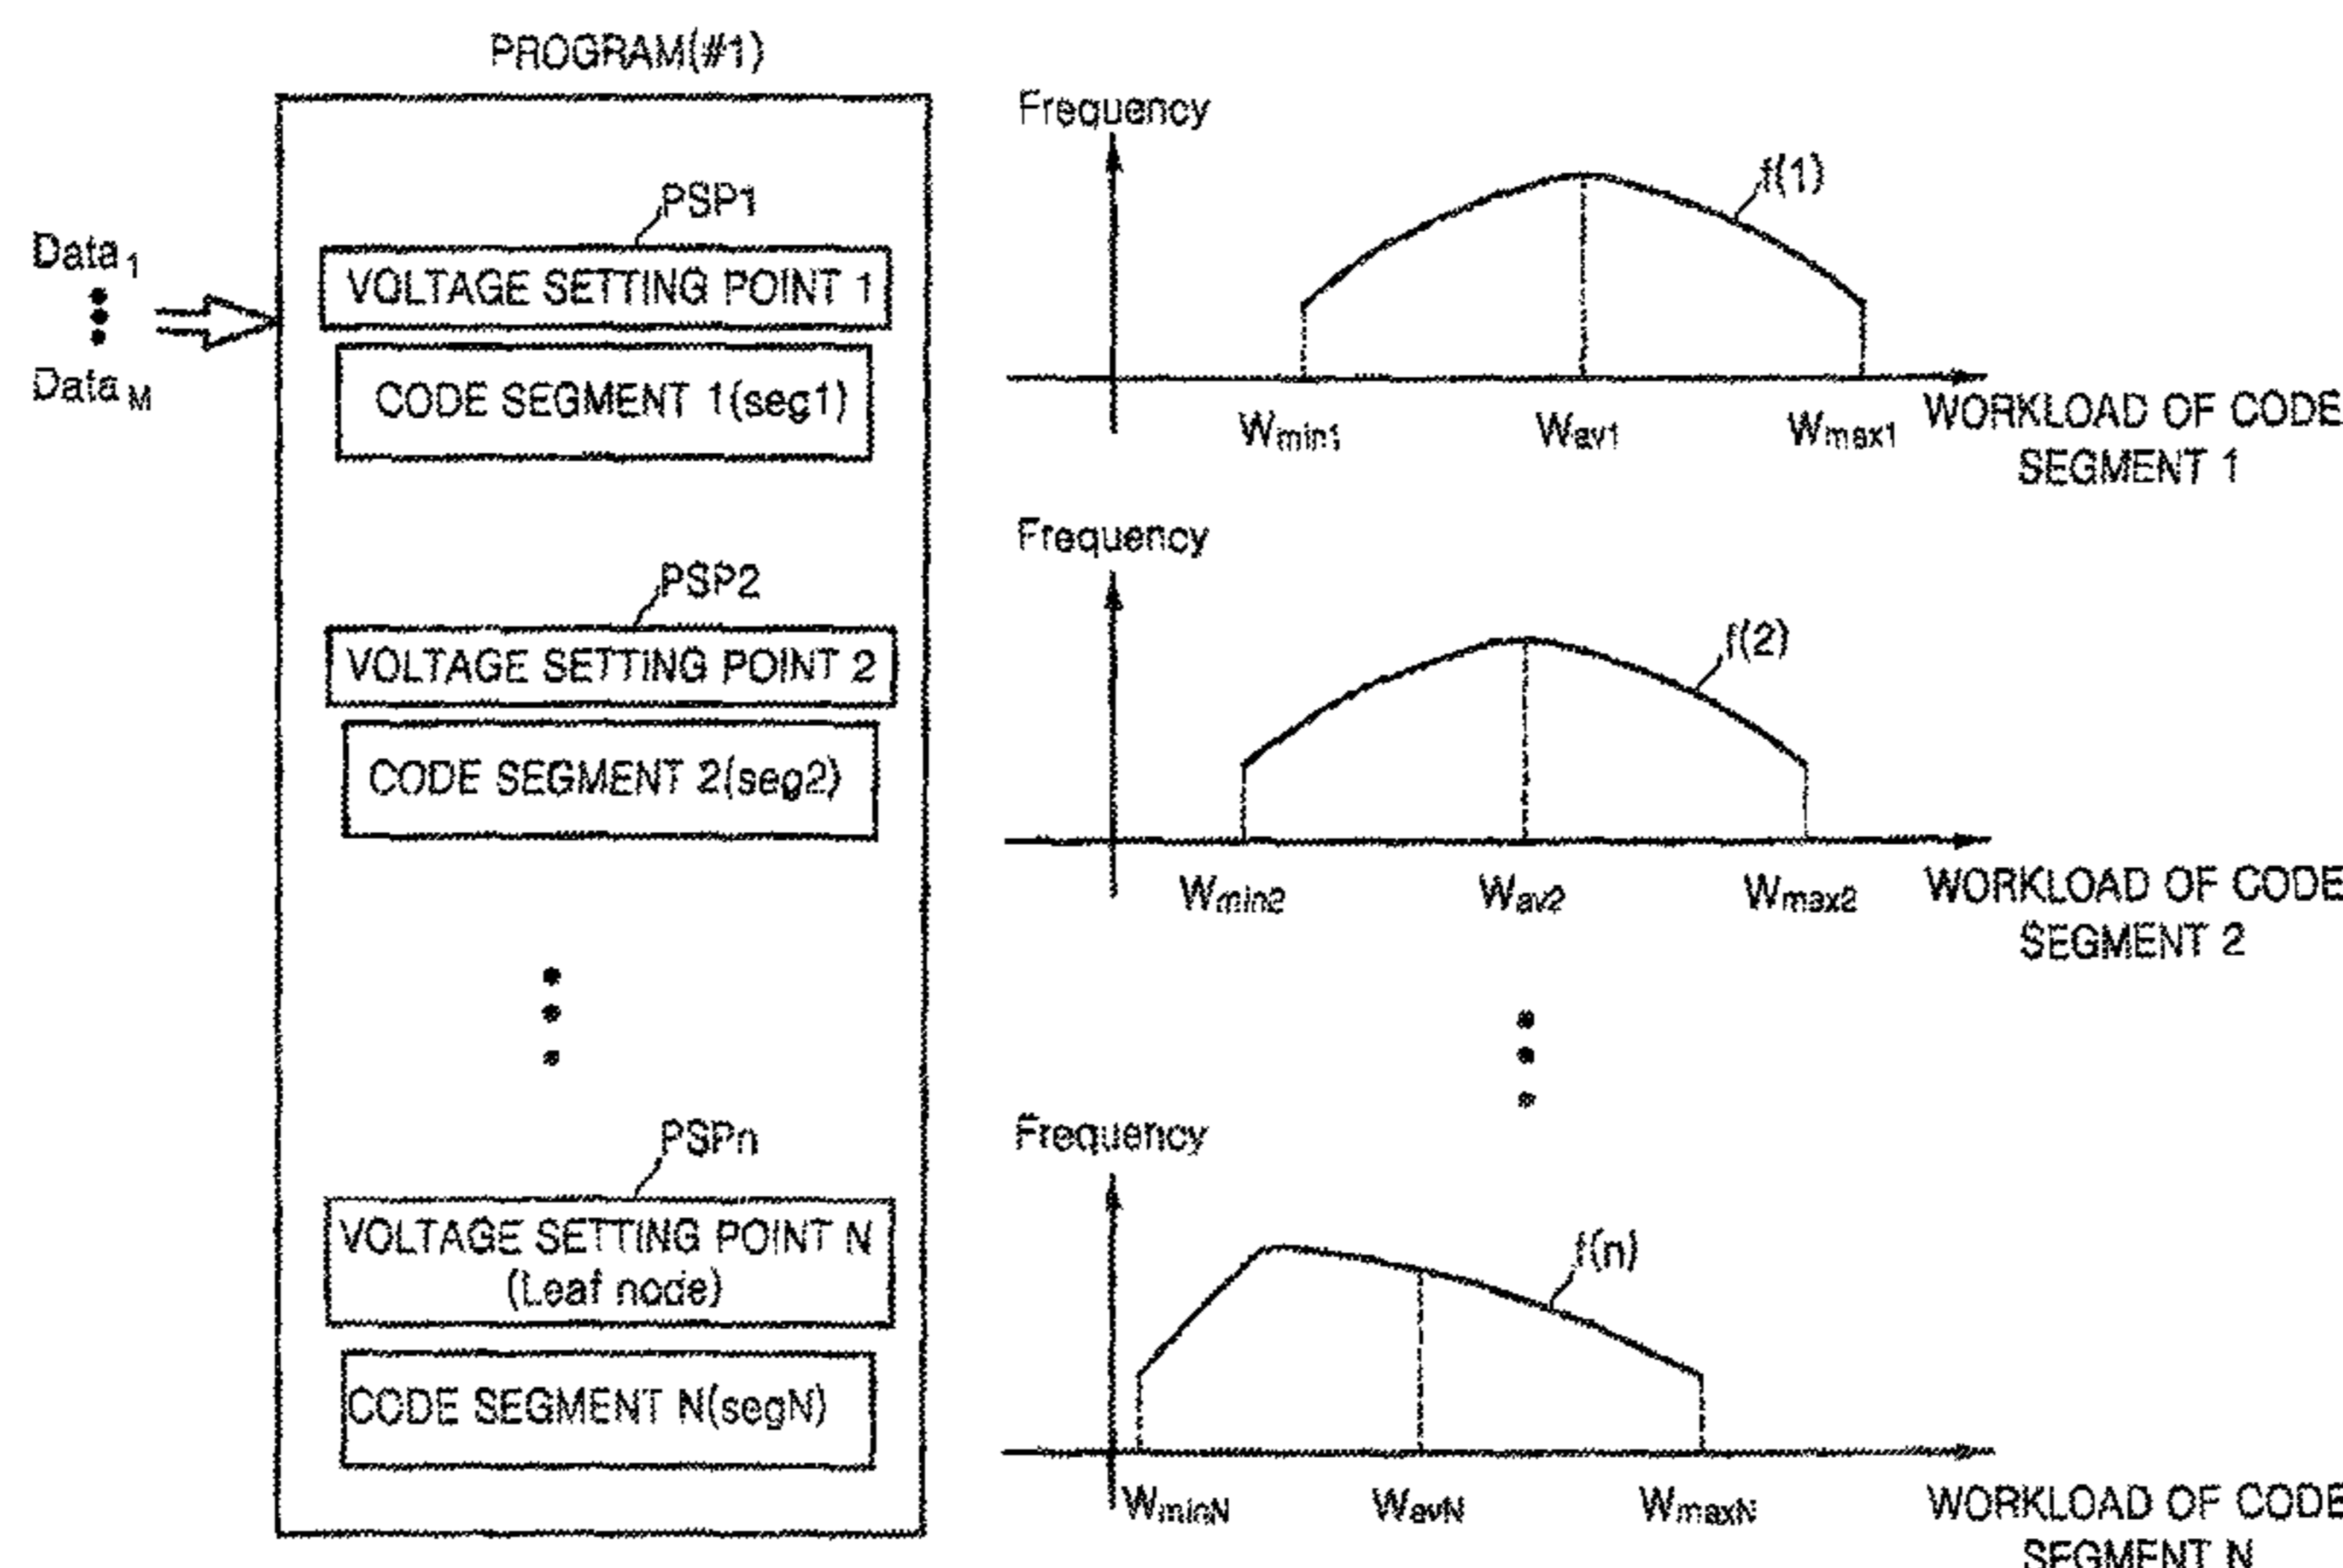 PROGRAM(#1)
Data1
DataM
PSP1
VOLTAGE SETTING POINT 1
CODE SEGMENT 1(seg1)
PSP2
VOLTAGE SETTING POINT 2
CODE SEGMENT 2(seg2)
PSPn
VOLTAGE SETTING POINT N
(Leaf node)
CODE SEGMENT N(segN)
Frequency
f(1)
Wmin1
Wav1
Wmax1
WORKLOAD OF CODE
SEGMENT 1
Frequency
f(2)
Wmin2
Wav2
Wmax2
WORKLOAD OF CODE
SEGMENT 2
Frequency
f(n)
WminN
WavN
WmaxN
WORKLOAD OF CODE
SEGMENT N